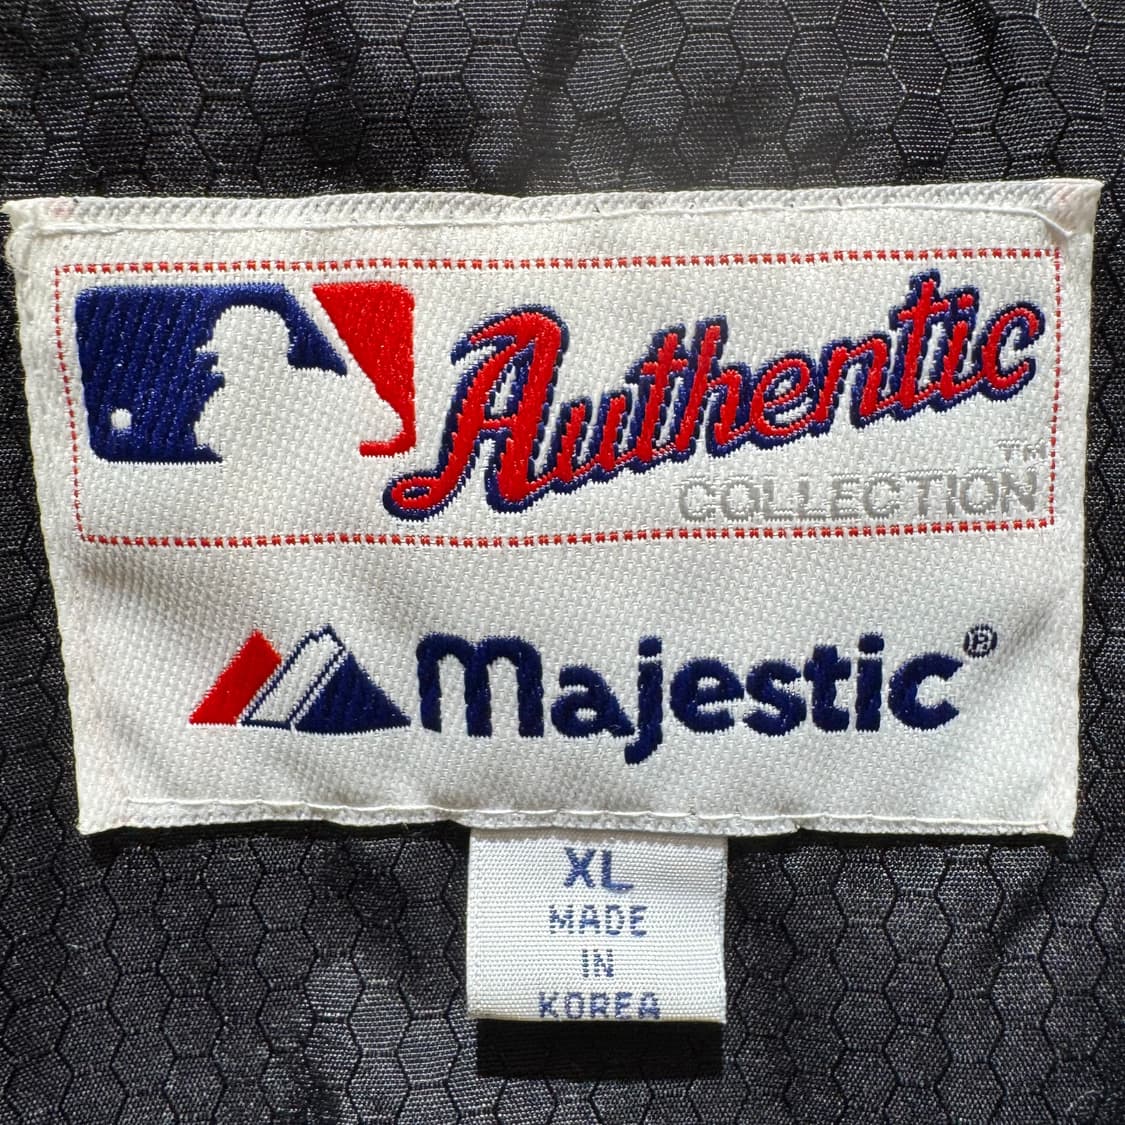 Authentic
COLLECTION™
Majestic®
XL
MADE
IN
KOREA